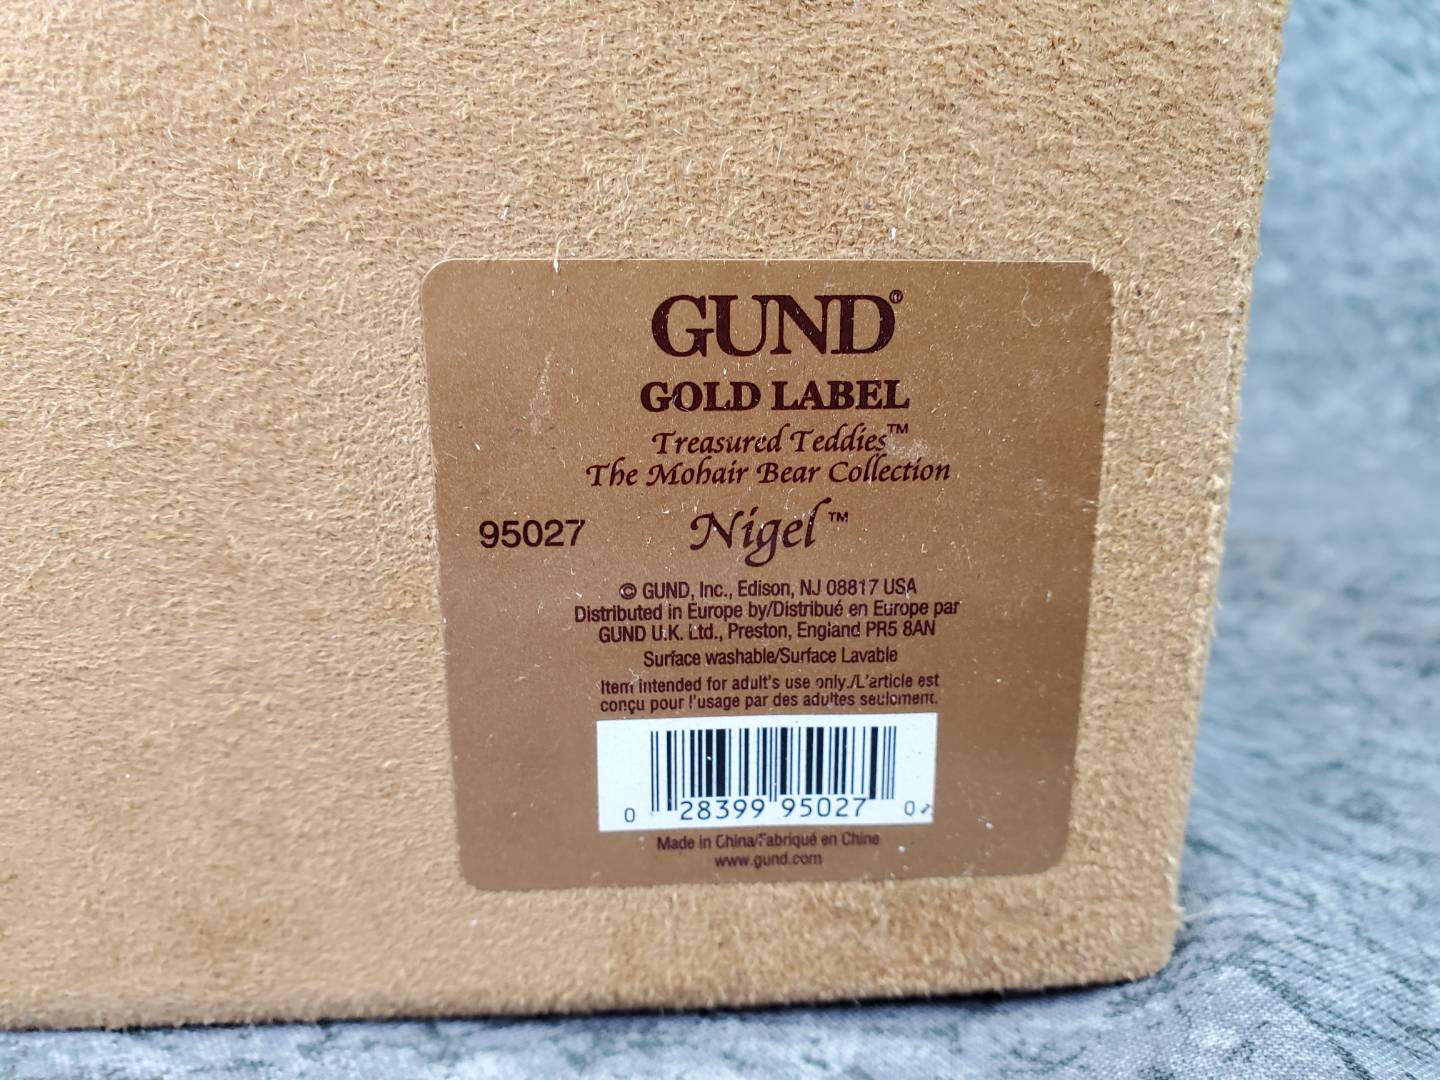 GUND®
GOLD LABEL
Treasured Teddies™
The Mohair Bear Collection
95027 Nigel™
© GUND, Inc., Edison, NJ 08817 USA
Distributed in Europe by/Distribué en Europe par
GUND U.K. Ltd., Preston, England PR5 8AN
Surface washable/Surface Lavable
Item intended for adult's use only./L'article est
conçu pour l'usage par des adultes seulement.
0 28399 95027 0
Made in China/Fabriqué en Chine
www.gund.com